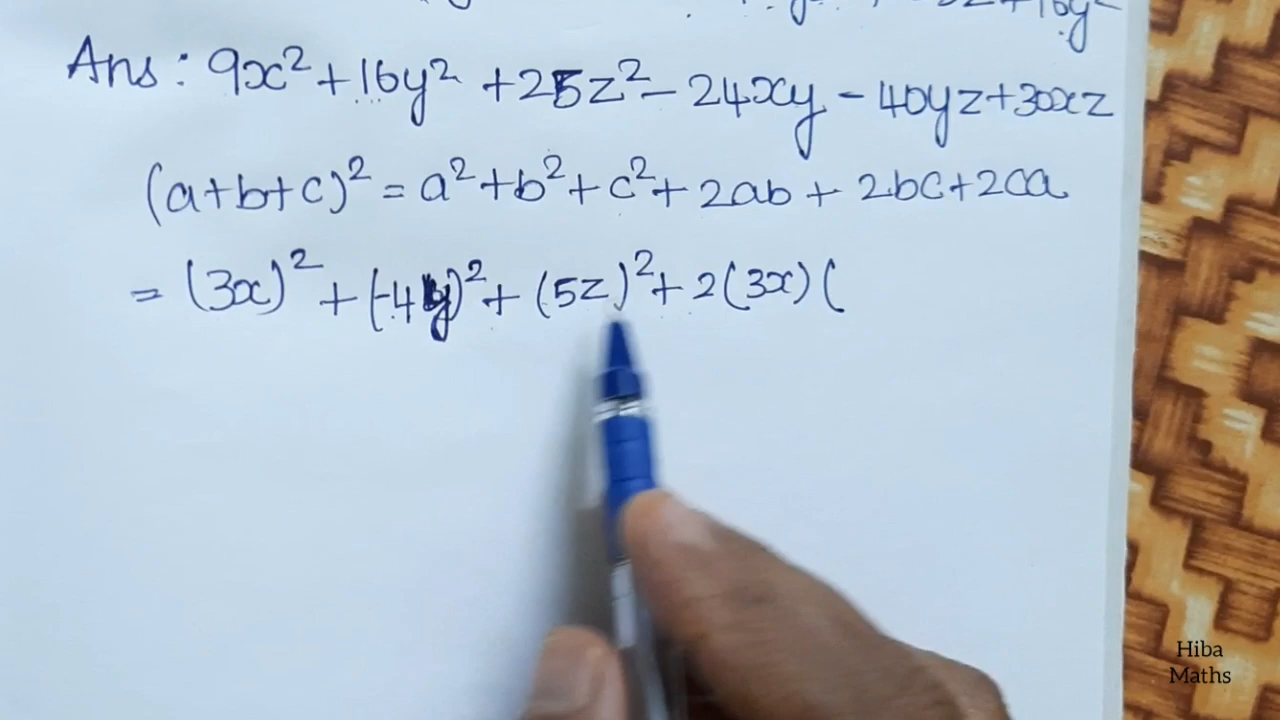 +16y²
Ans : 9x² + 16y² + 25z² - 24xy - 40yz + 30xz
(a+b+c)² = a² + b² + c² + 2ab + 2bc + 2ca
= (3x)² + (-4y)² + (5z)² + 2(3x)(
Hiba
Maths